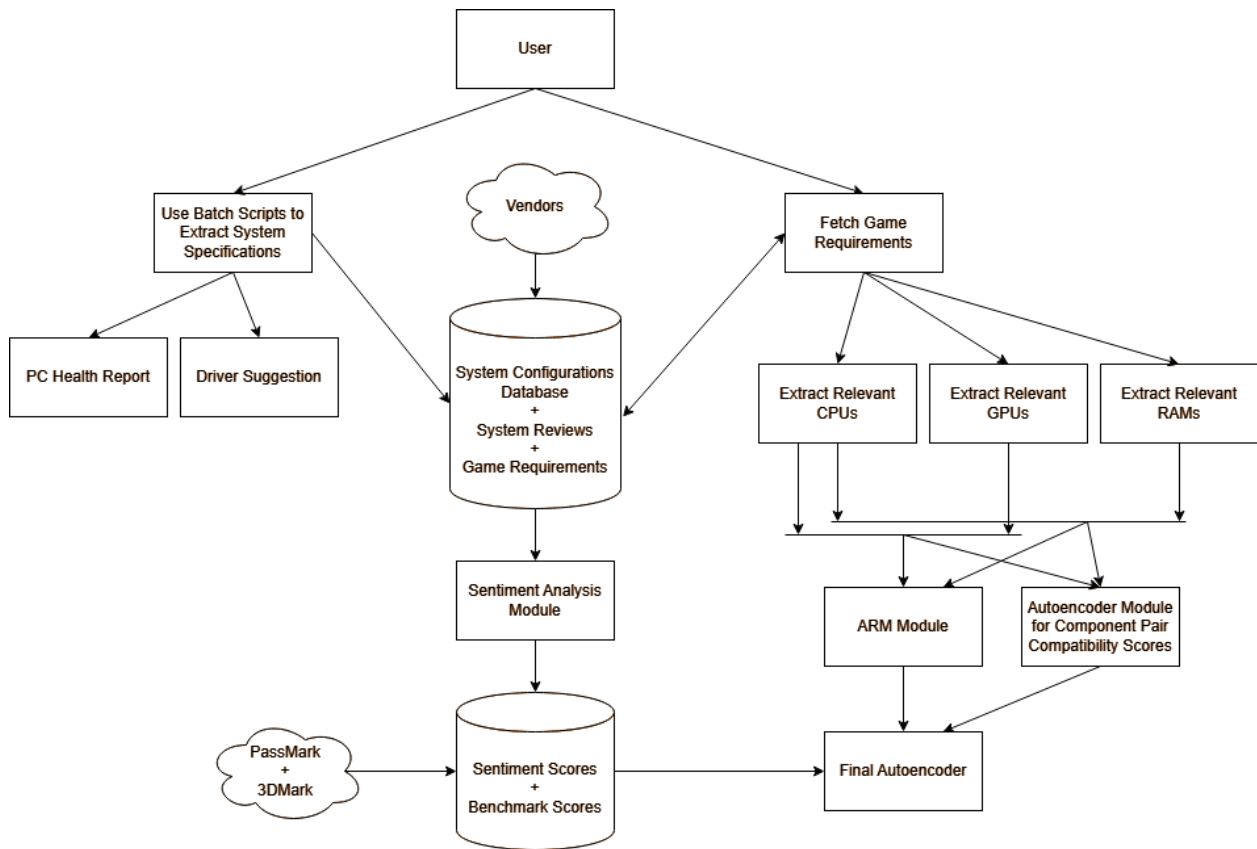 User
Use Batch Scripts to
Extract System
Specifications
Vendors
Fetch Game
Requirements
PC Health Report
Driver Suggestion
System Configurations
Database
+
System Reviews
+
Game Requirements
Extract Relevant
CPUs
Extract Relevant
GPUs
Extract Relevant
RAMs
Sentiment Analysis
Module
ARM Module
Autoencoder Module
for Component Pair
Compatibility Scores
PassMark
+
3DMark
Sentiment Scores
+
Benchmark Scores
Final Autoencoder